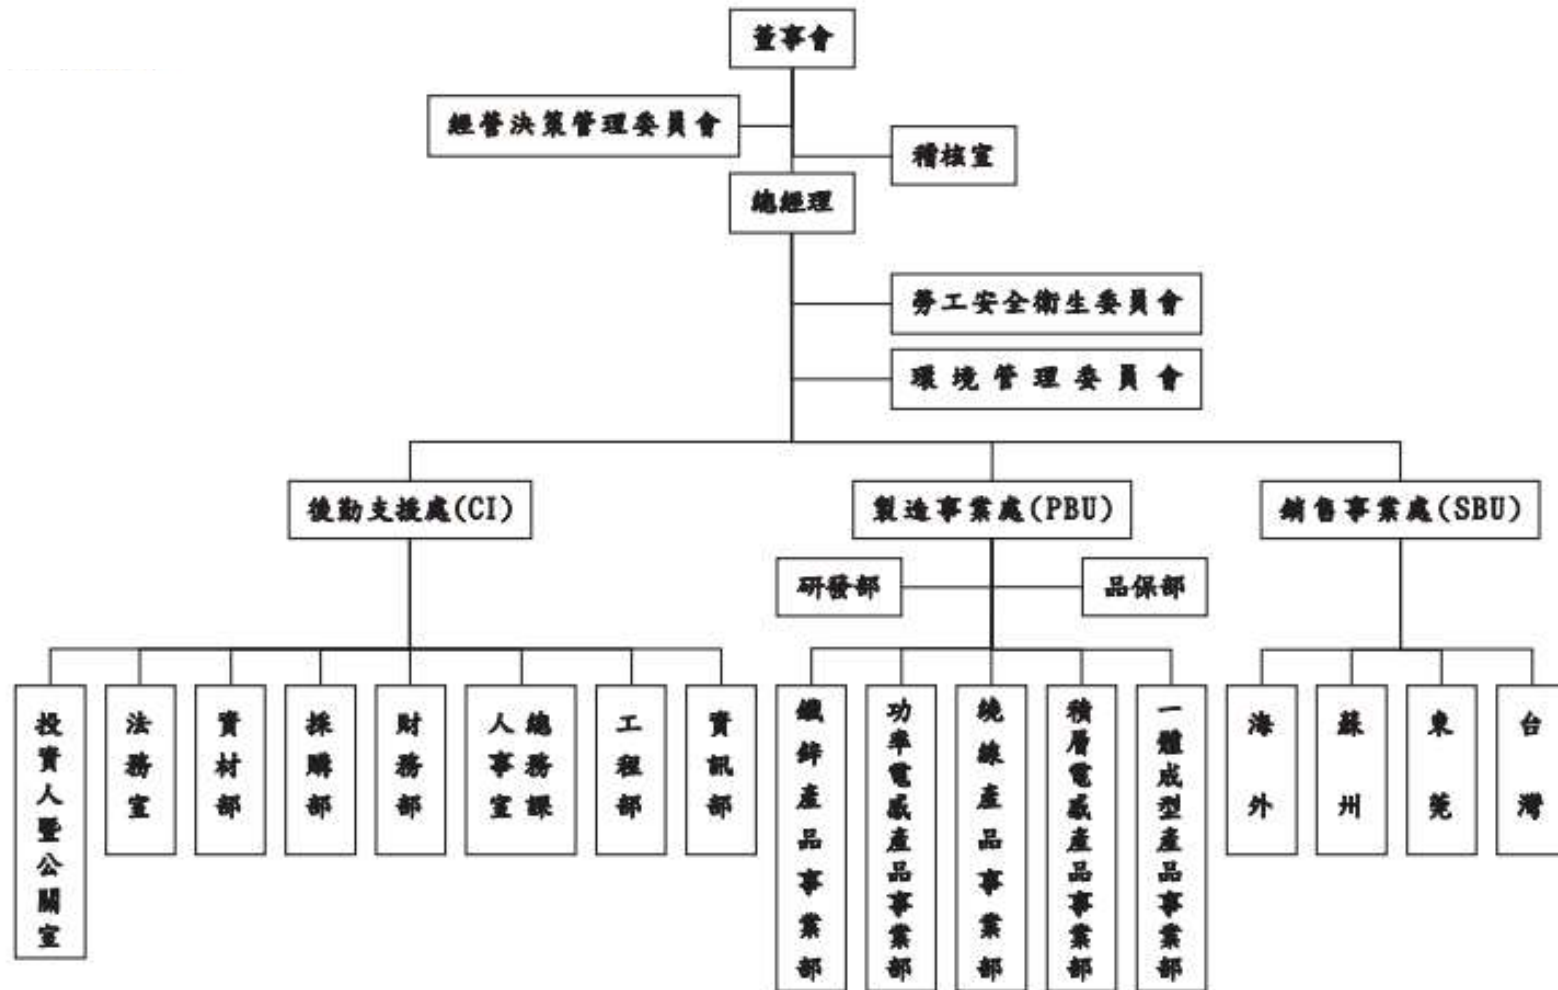 董事會
經營決策管理委員會
稽核室
總經理
勞工安全衛生委員會
環境管理委員會
後勤支援處(CI)
製造事業處(PBU)
銷售事業處(SBU)
研發部
品保部
投資人暨公關室
法務室
資材部
採購部
財務部
總務課
人事室
工程部
資訊部
鐵鋅產品事業部
功率電感產品事業部
繞線產品事業部
積層電感產品事業部
一體成型產品事業部
海外
蘇州
東莞
台灣